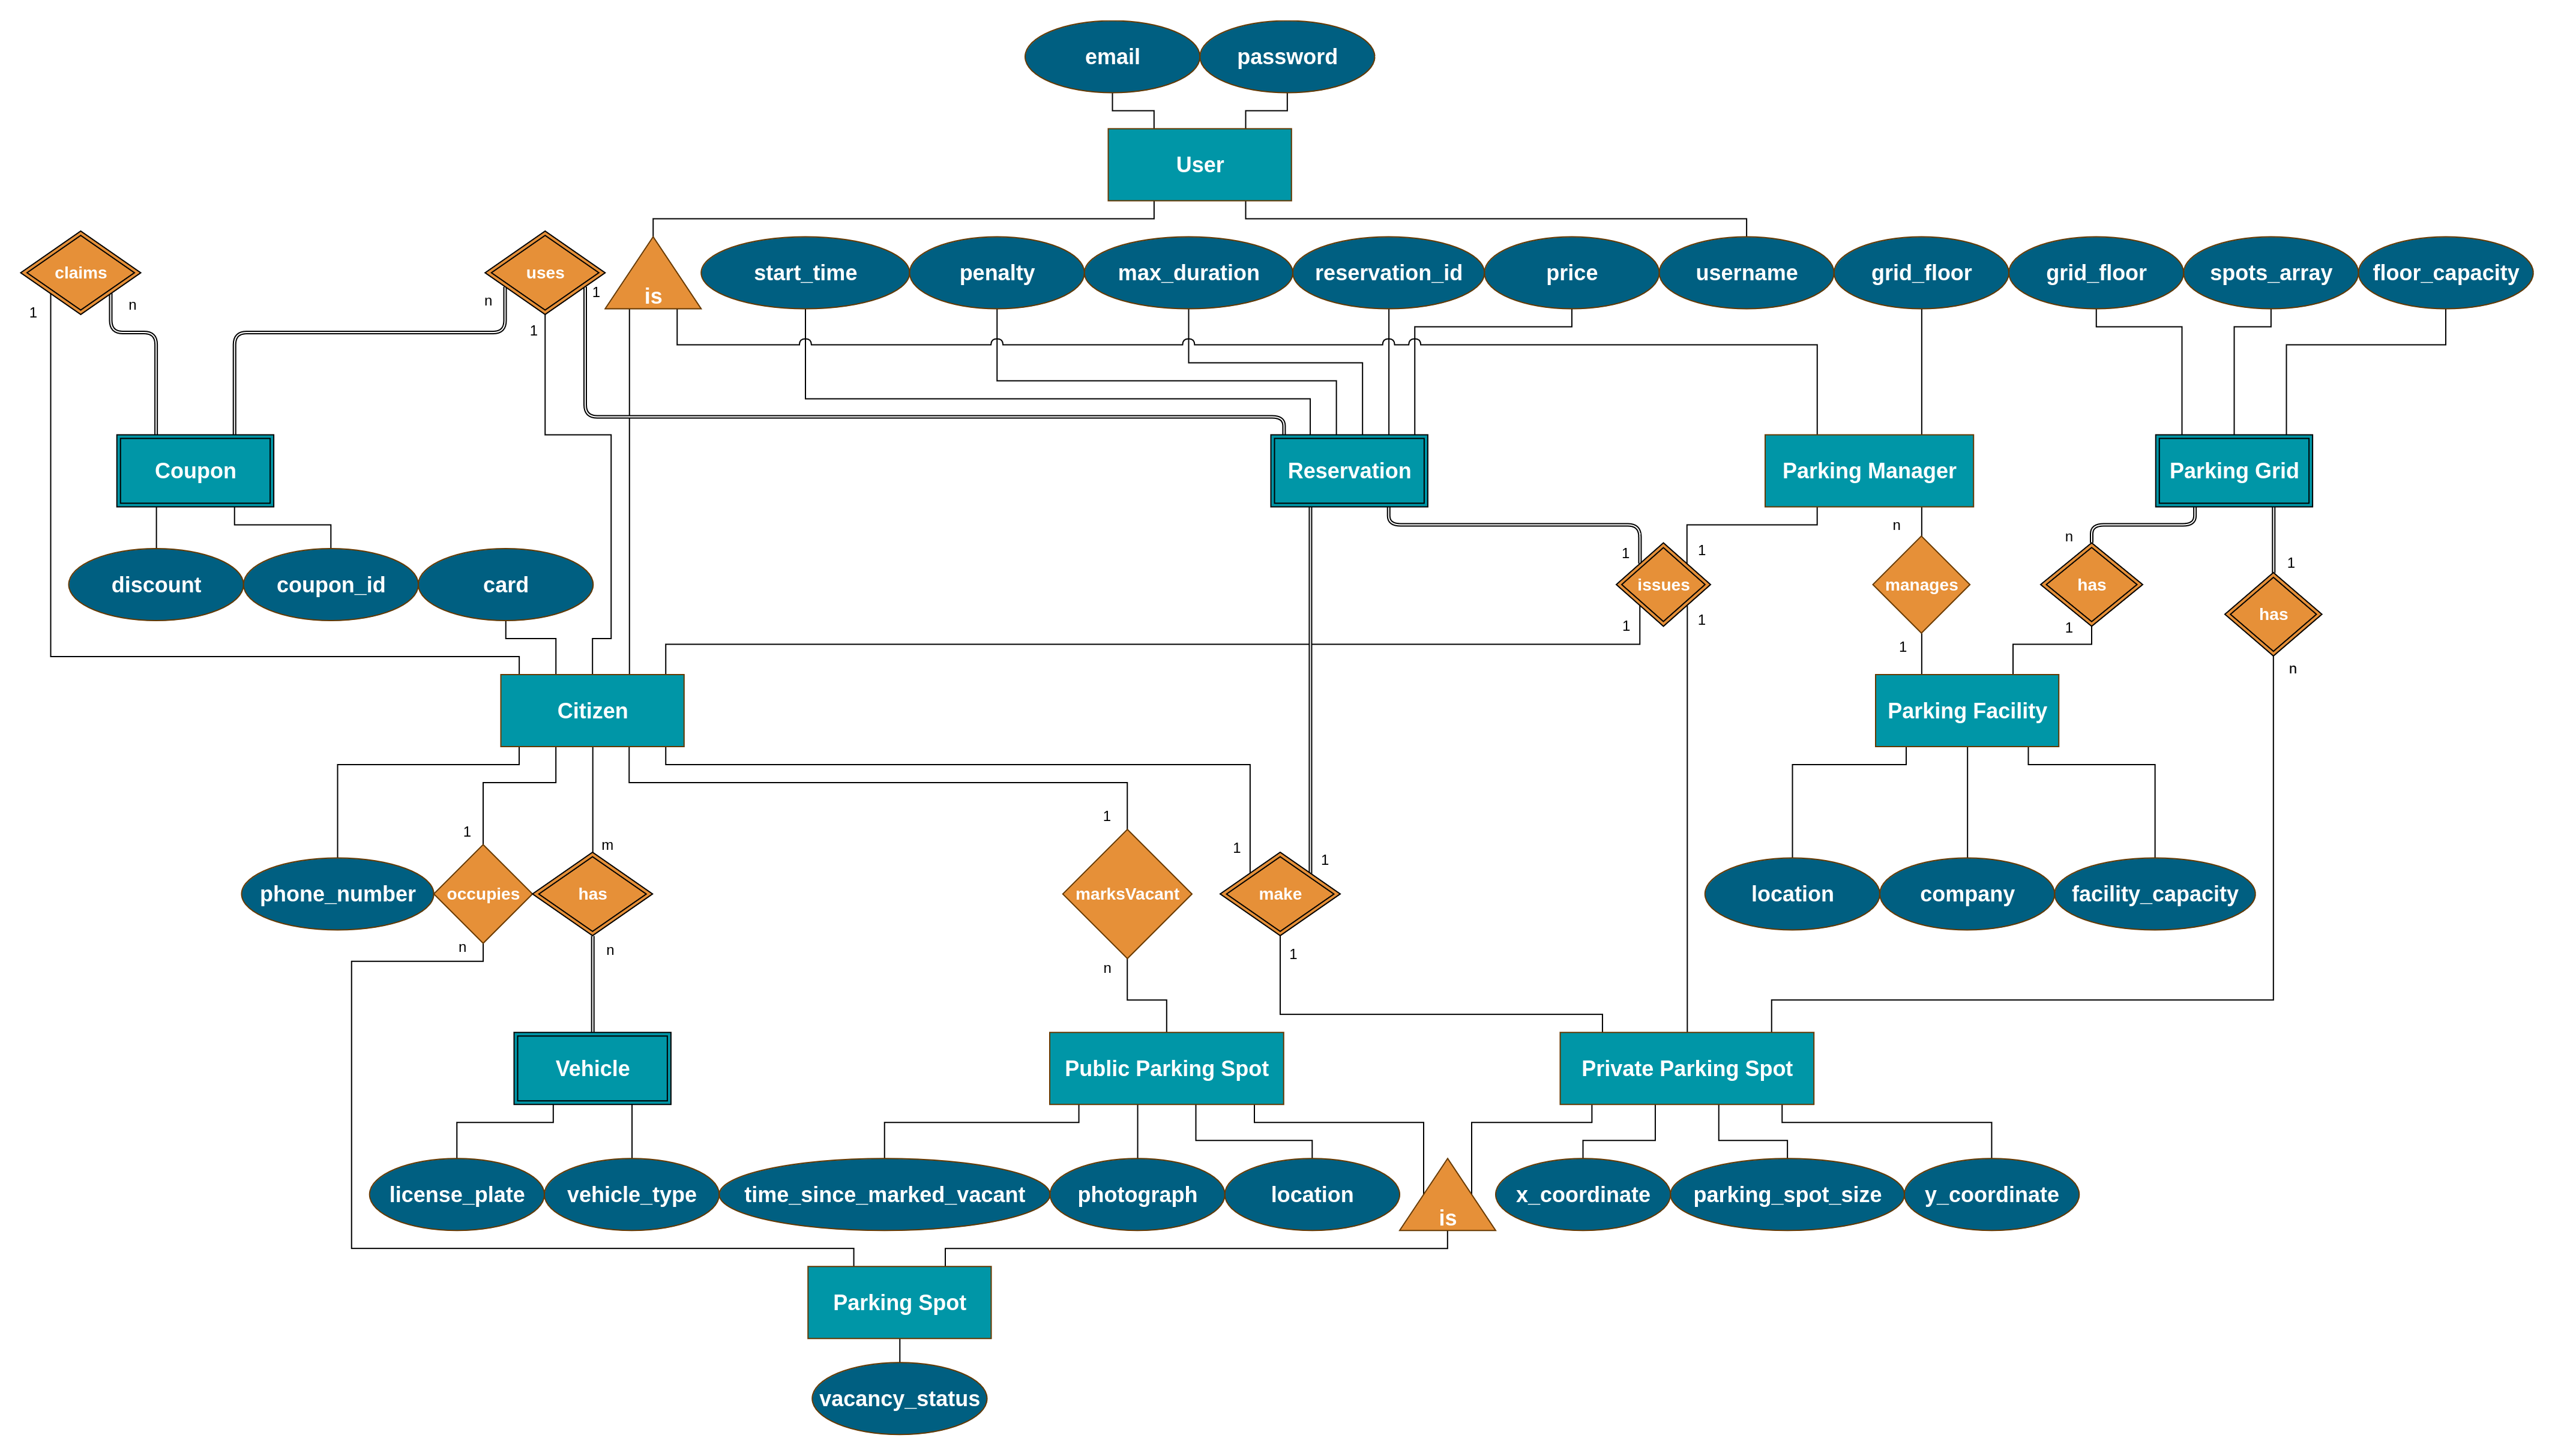 email
password
User
claims
uses
is
start_time
penalty
max_duration
reservation_id
price
username
grid_floor
grid_floor
spots_array
floor_capacity
1
n
n
1
1
Coupon
Reservation
Parking Manager
Parking Grid
discount
coupon_id
card
1
1
issues
1
1
n
manages
1
n
has
1
1
has
n
Citizen
Parking Facility
1
m
1
1
1
phone_number
occupies
has
marksVacant
make
location
company
facility_capacity
n
n
n
1
Vehicle
Public Parking Spot
Private Parking Spot
license_plate
vehicle_type
time_since_marked_vacant
photograph
location
is
x_coordinate
parking_spot_size
y_coordinate
Parking Spot
vacancy_status